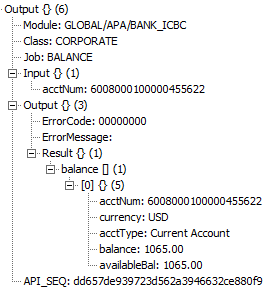 Output {} (6)
Module: GLOBAL/APA/BANK_ICBC
Class: CORPORATE
Job: BALANCE
Input {} (1)
acctNum: 6008000100000455622
Output {} (3)
ErrorCode: 00000000
ErrorMessage:
Result {} (1)
balance [] (1)
[0] {} (5)
acctNum: 6008000100000455622
currency: USD
acctType: Current Account
balance: 1065.00
availableBal: 1065.00
API_SEQ: dd657de939723d562a3946632ce880f9